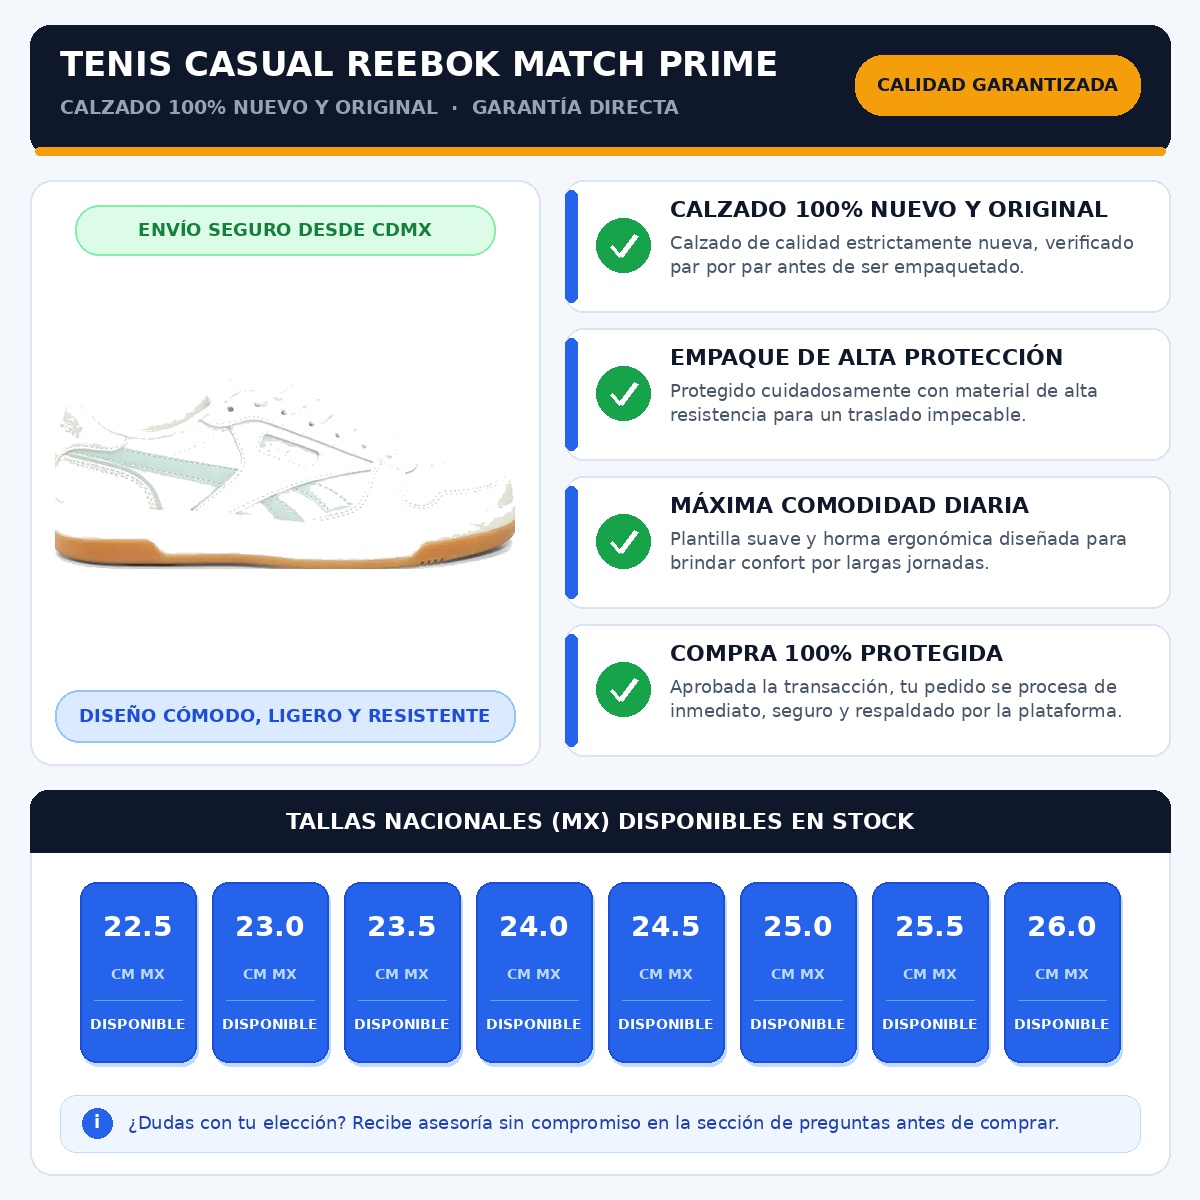 TENIS CASUAL REEBOK MATCH PRIME
CALZADO 100% NUEVO Y ORIGINAL · GARANTÍA DIRECTA
CALIDAD GARANTIZADA
ENVÍO SEGURO DESDE CDMX
DISEÑO CÓMODO, LIGERO Y RESISTENTE
CALZADO 100% NUEVO Y ORIGINAL
Calzado de calidad estrictamente nueva, verificado
par por par antes de ser empaquetado.
EMPAQUE DE ALTA PROTECCIÓN
Protegido cuidadosamente con material de alta
resistencia para un traslado impecable.
MÁXIMA COMODIDAD DIARIA
Plantilla suave y horma ergonómica diseñada para
brindar confort por largas jornadas.
COMPRA 100% PROTEGIDA
Aprobada la transacción, tu pedido se procesa de
inmediato, seguro y respaldado por la plataforma.
TALLAS NACIONALES (MX) DISPONIBLES EN STOCK
22.5 23.0 23.5 24.0 24.5 25.0 25.5 26.0
CM MX CM MX CM MX CM MX CM MX CM MX CM MX CM MX
DISPONIBLE DISPONIBLE DISPONIBLE DISPONIBLE DISPONIBLE DISPONIBLE DISPONIBLE DISPONIBLE
i ¿Dudas con tu elección? Recibe asesoría sin compromiso en la sección de preguntas antes de comprar.